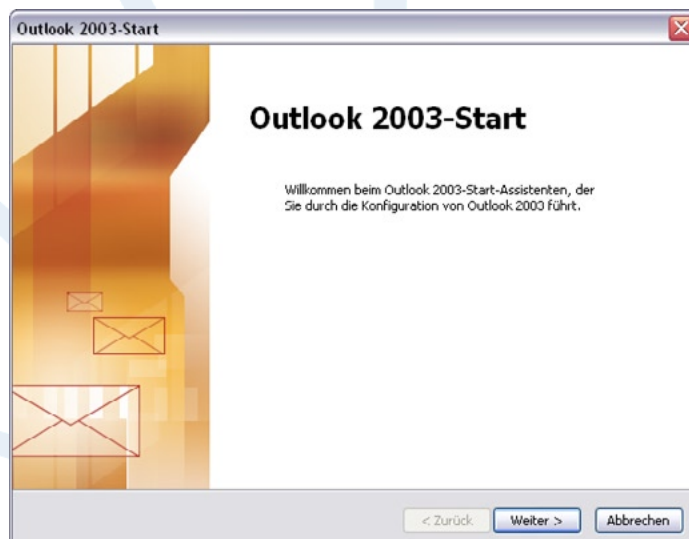 Outlook 2003-Start
Outlook 2003-Start
Willkommen beim Outlook 2003-Start-Assistenten, der
Sie durch die Konfiguration von Outlook 2003 führt.
< Zurück
Weiter >
Abbrechen